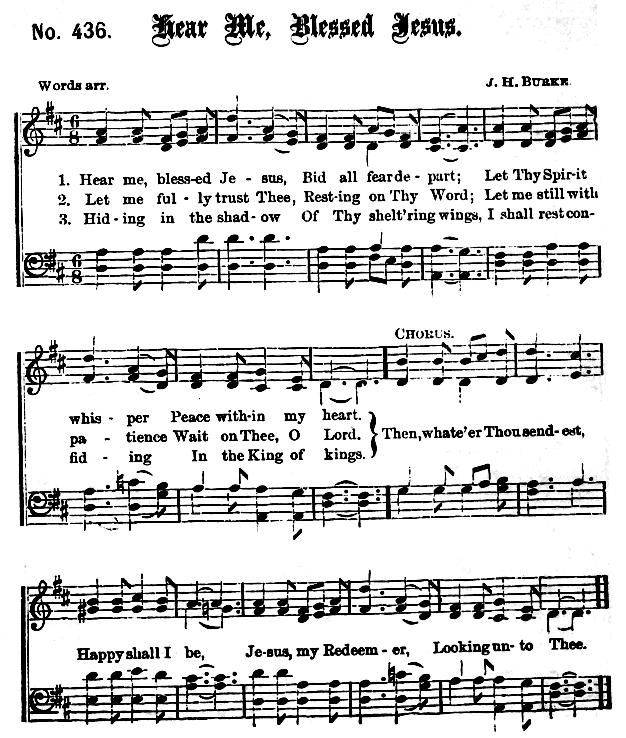 No. 436. Hear Me, Blessed Jesus.
Words arr. J. H. BURKE.
1. Hear me, bless-ed Je - sus, Bid all fear de - part; Let Thy Spir-it
2. Let me ful - ly trust Thee, Rest-ing on Thy Word; Let me still with
3. Hid - ing in the shad - ow Of Thy shelt'ring wings, I shall rest con-
CHORUS.
whis - per Peace with-in my heart.
pa - tience Wait on Thee, O Lord. Then, whate'er Thou send-est,
fid - ing In the King of kings.
Happy shall I be, Je-sus, my Redeem - er, Looking un- to Thee.